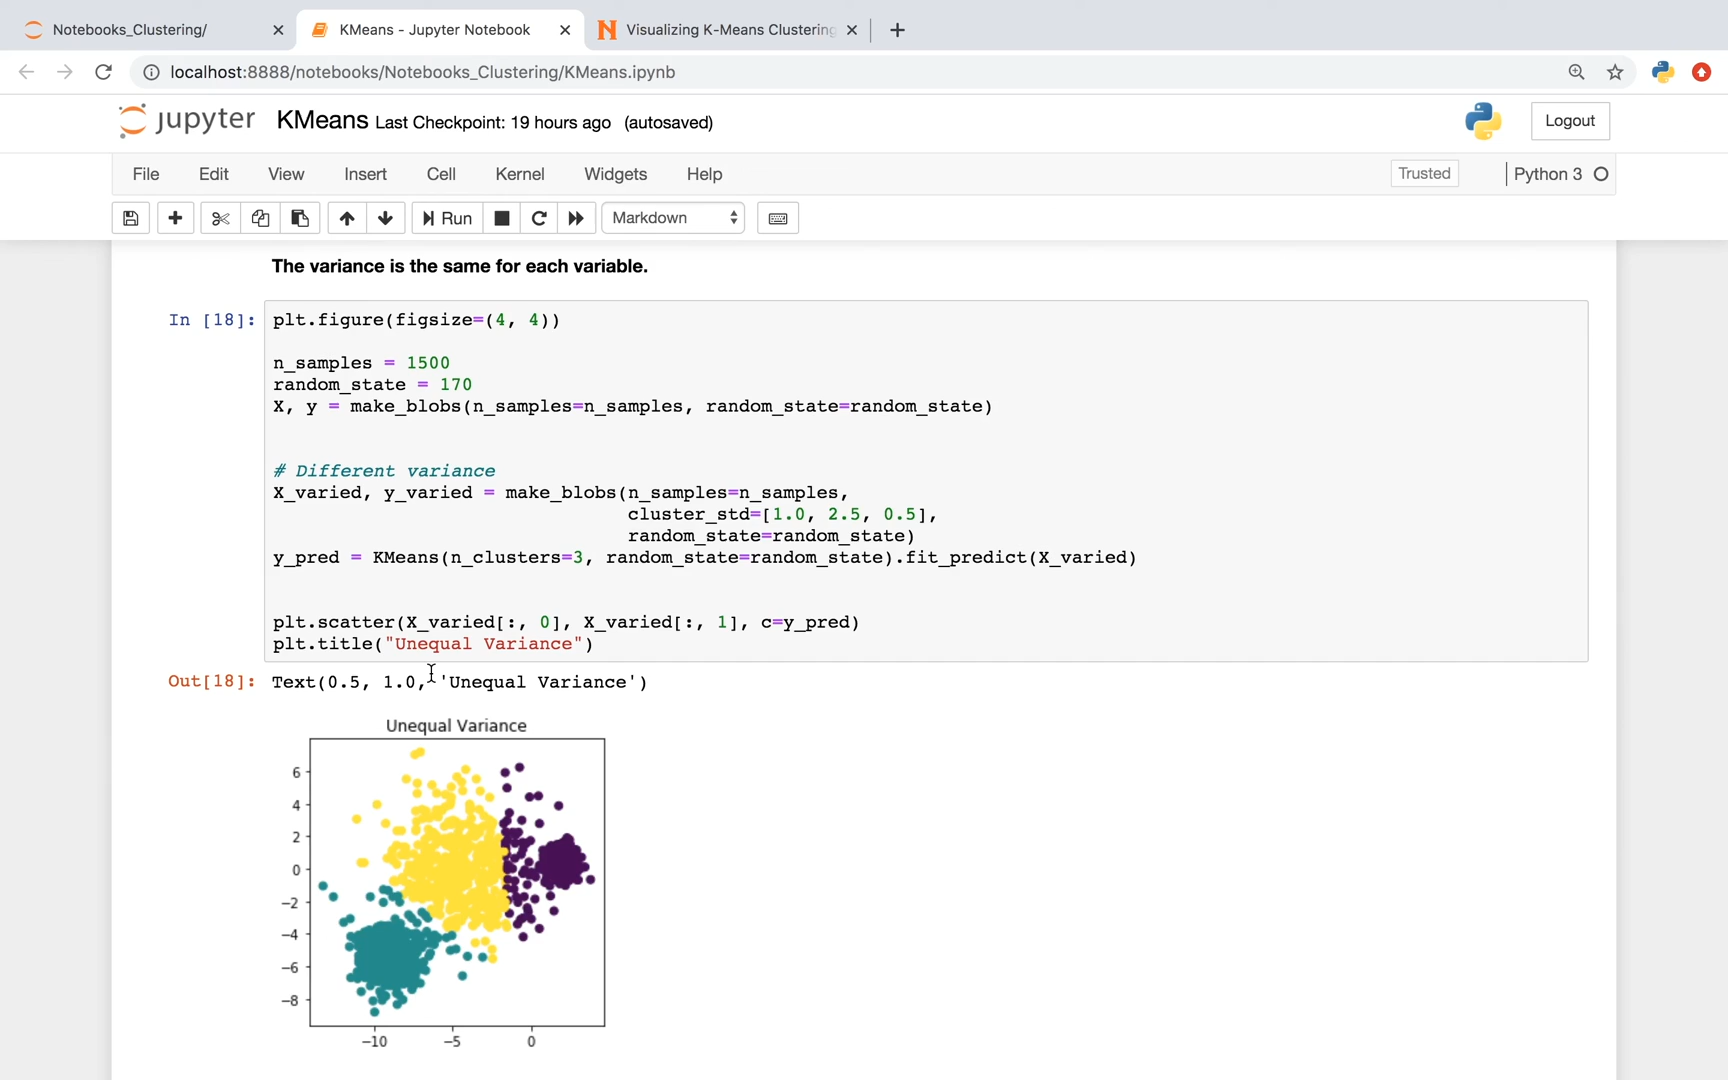 Notebooks_Clustering/
KMeans - Jupyter Notebook
Visualizing K-Means Clustering
localhost:8888/notebooks/Notebooks_Clustering/KMeans.ipynb
jupyter KMeans Last Checkpoint: 19 hours ago (autosaved)
Logout
File Edit View Insert Cell Kernel Widgets Help
Trusted
Python 3
Run
Markdown
The variance is the same for each variable.
In [18]: plt.figure(figsize=(4, 4))
n_samples = 1500
random_state = 170
X, y = make_blobs(n_samples=n_samples, random_state=random_state)
# Different variance
X_varied, y_varied = make_blobs(n_samples=n_samples,
cluster_std=[1.0, 2.5, 0.5],
random_state=random_state)
y_pred = KMeans(n_clusters=3, random_state=random_state).fit_predict(X_varied)
plt.scatter(X_varied[:, 0], X_varied[:, 1], c=y_pred)
plt.title("Unequal Variance")
Out[18]: Text(0.5, 1.0, 'Unequal Variance')
Unequal Variance
6
4
2
0
−2
−4
−6
−8
−10 −5 0